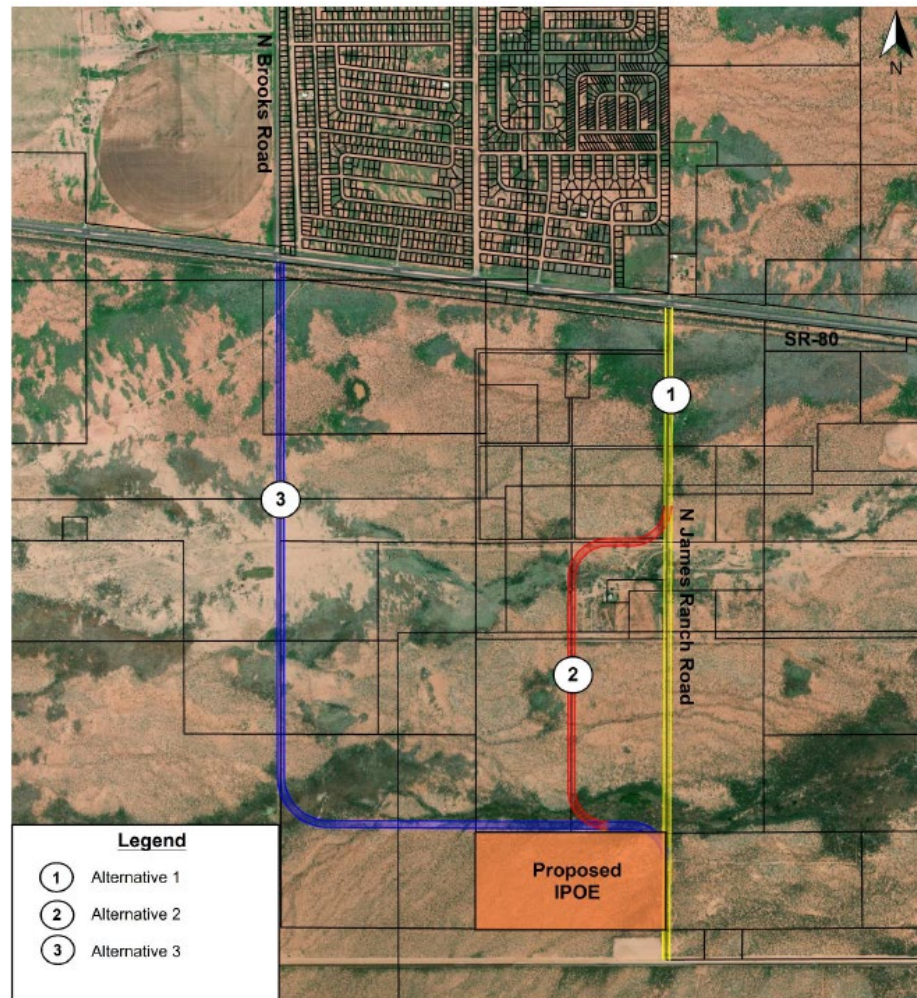 N
N Brooks Road
SR-80
1
3
N James Ranch Road
2
Proposed
IPOE
Legend
1 Alternative 1
2 Alternative 2
3 Alternative 3